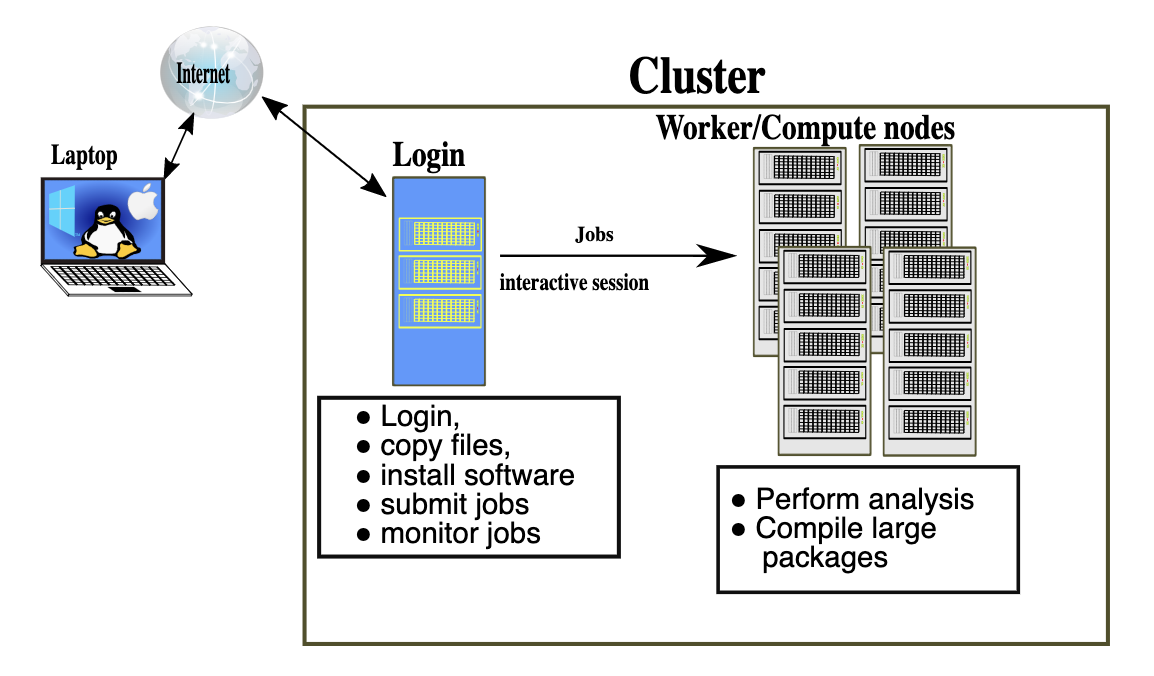 Internet
Cluster
Laptop
Login
Worker/Compute nodes
Jobs
interactive session
● Login,
● copy files,
● install software
● submit jobs
● monitor jobs
● Perform analysis
● Compile large
packages